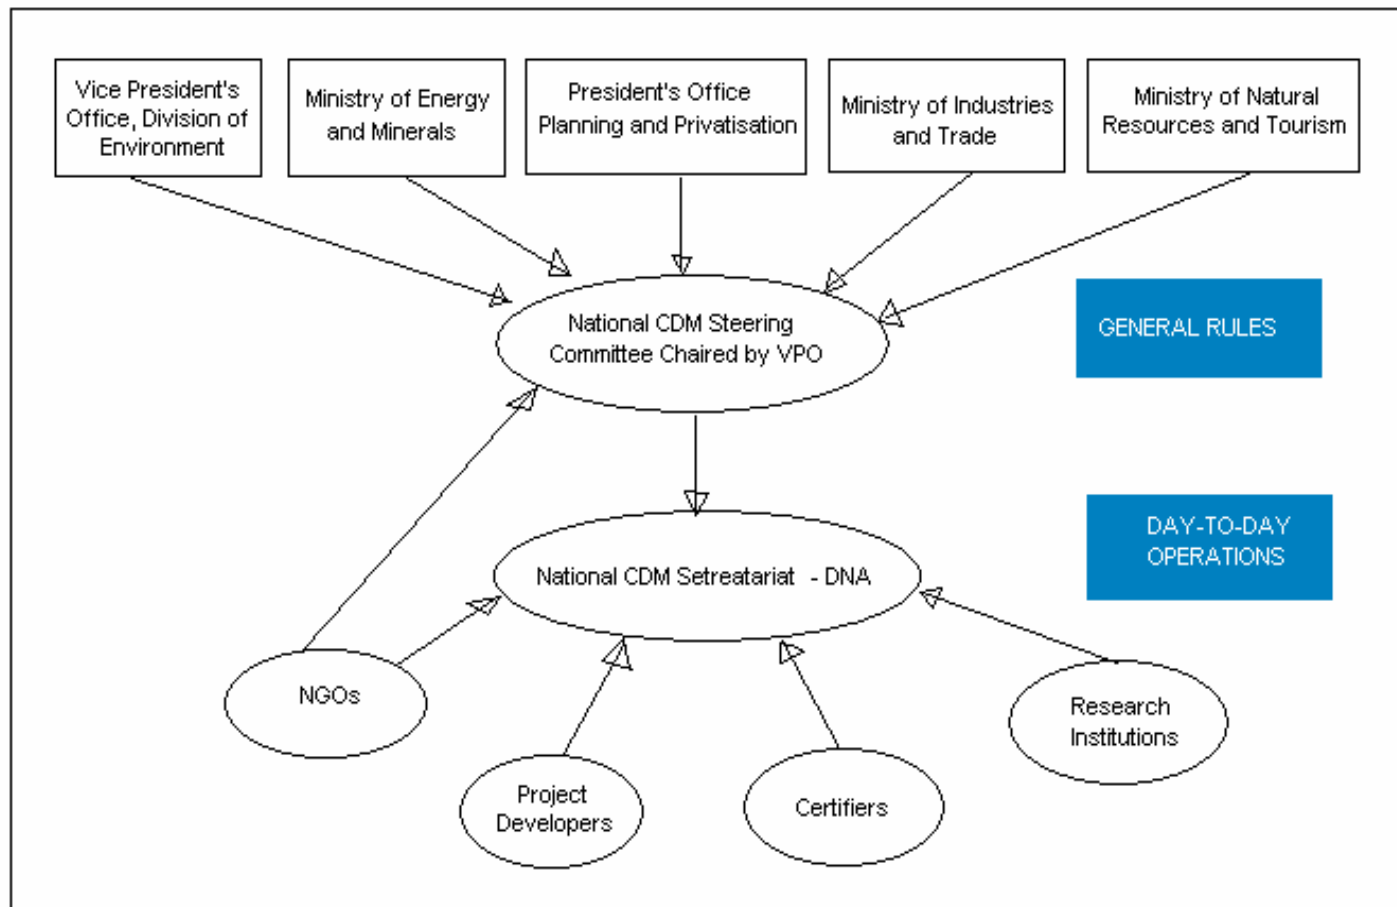 Vice President's
Office, Division of
Environment
Ministry of Energy
and Minerals
President's Office
Planning and Privatisation
Ministry of Industries
and Trade
Ministry of Natural
Resources and Tourism
National CDM Steering
Committee Chaired by VPO
GENERAL RULES
National CDM Setreatariat - DNA
DAY-TO-DAY
OPERATIONS
NGOs
Project
Developers
Certifiers
Research
Institutions